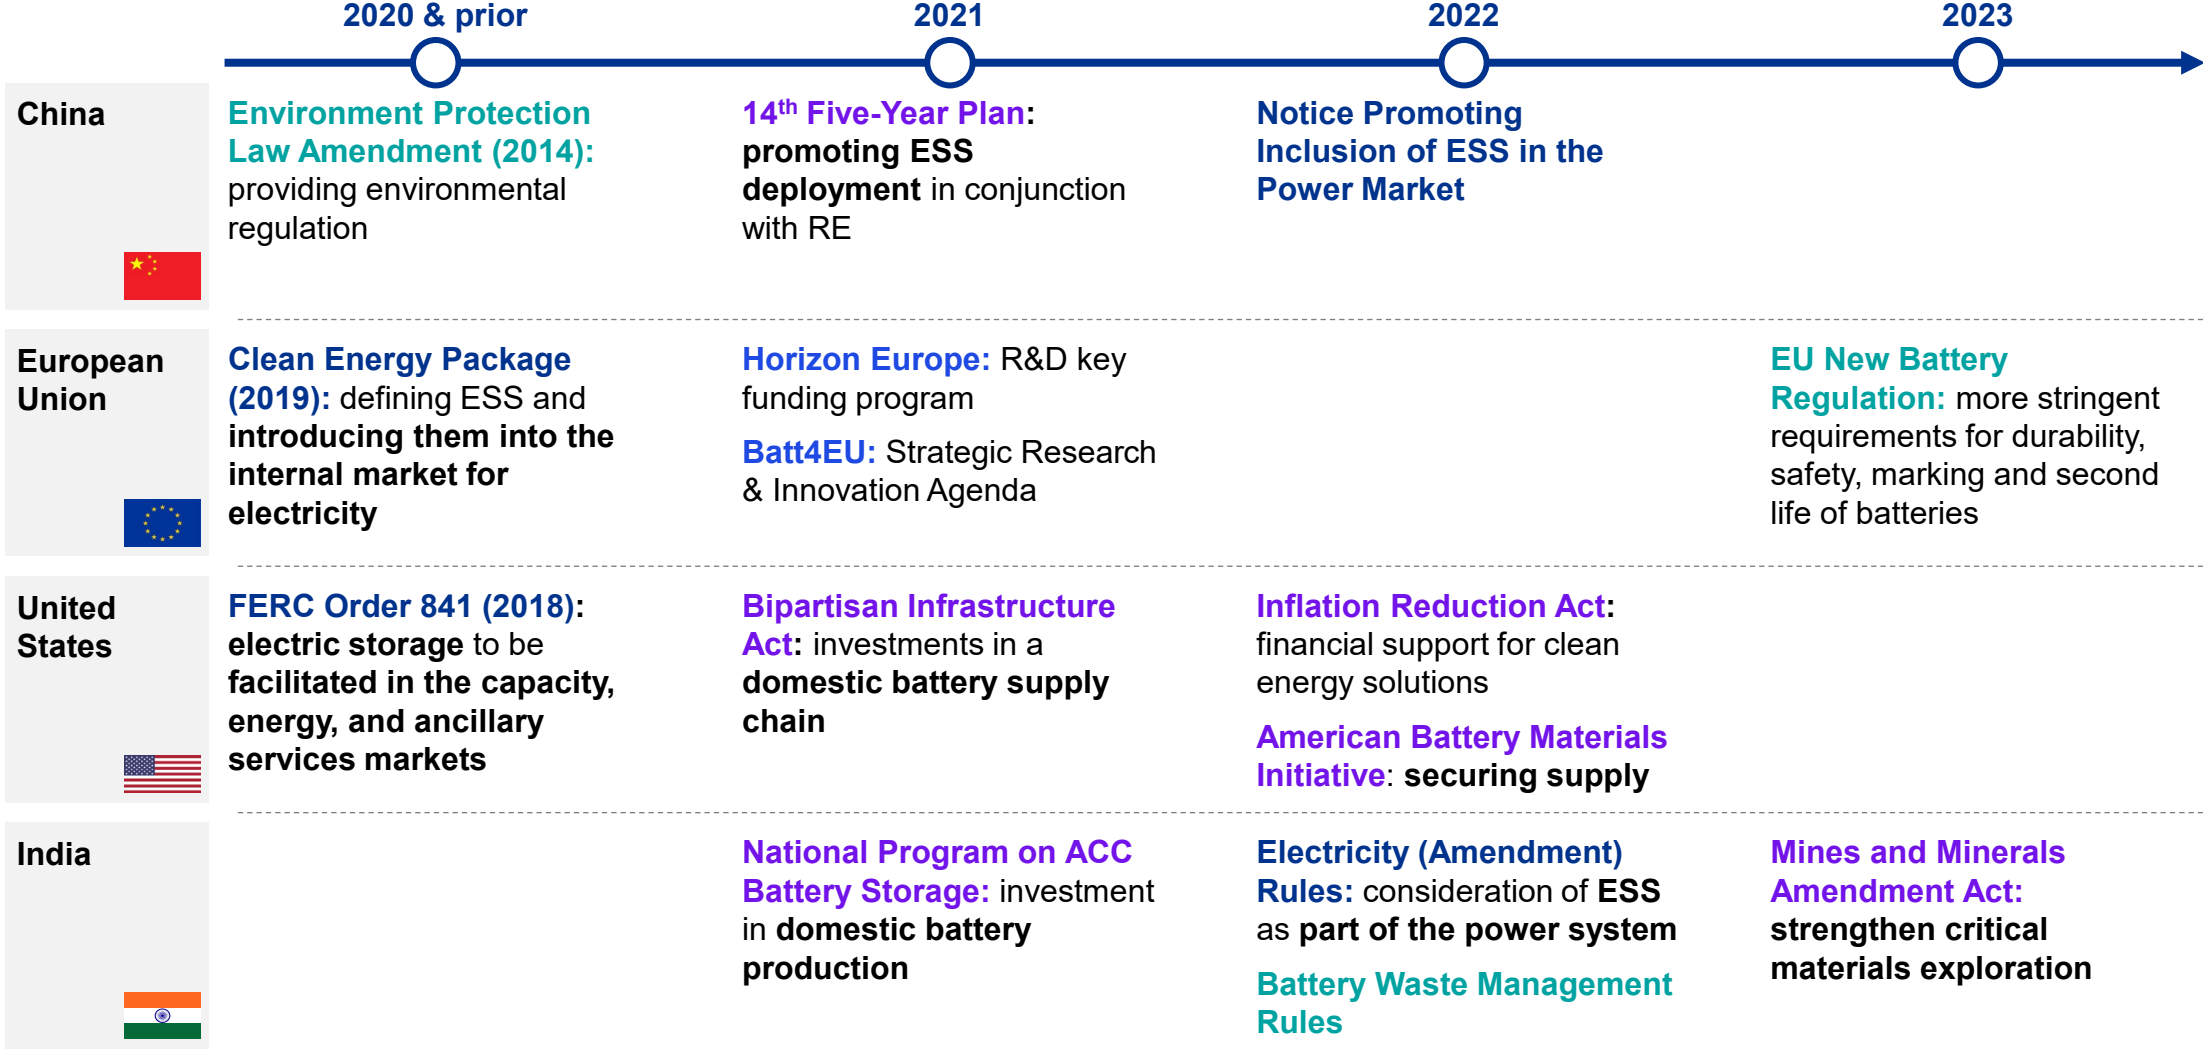 2020 & prior
2021
2022
2023
China
Environment Protection
Law Amendment (2014):
providing environmental
regulation
14th Five-Year Plan:
promoting ESS
deployment in conjunction
with RE
Notice Promoting
Inclusion of ESS in the
Power Market
European
Union
Clean Energy Package
(2019): defining ESS and
introducing them into the
internal market for
electricity
Horizon Europe: R&D key
funding program
Batt4EU: Strategic Research
& Innovation Agenda
EU New Battery
Regulation: more stringent
requirements for durability,
safety, marking and second
life of batteries
United
States
FERC Order 841 (2018):
electric storage to be
facilitated in the capacity,
energy, and ancillary
services markets
Bipartisan Infrastructure
Act: investments in a
domestic battery supply
chain
Inflation Reduction Act:
financial support for clean
energy solutions
American Battery Materials
Initiative: securing supply
India
National Program on ACC
Battery Storage: investment
in domestic battery
production
Electricity (Amendment)
Rules: consideration of ESS
as part of the power system
Battery Waste Management
Rules
Mines and Minerals
Amendment Act:
strengthen critical
materials exploration